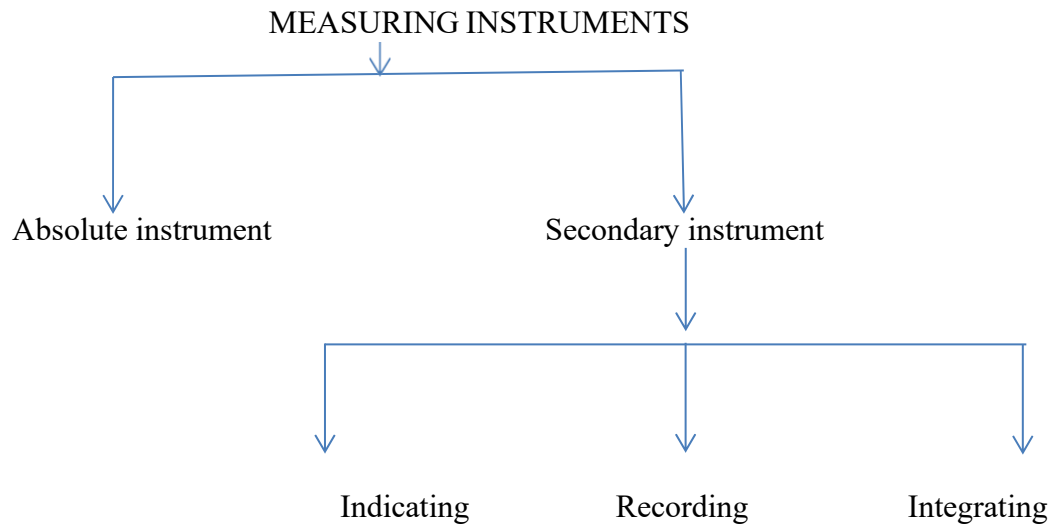 MEASURING INSTRUMENTS
Absolute instrument
Secondary instrument
Indicating
Recording
Integrating